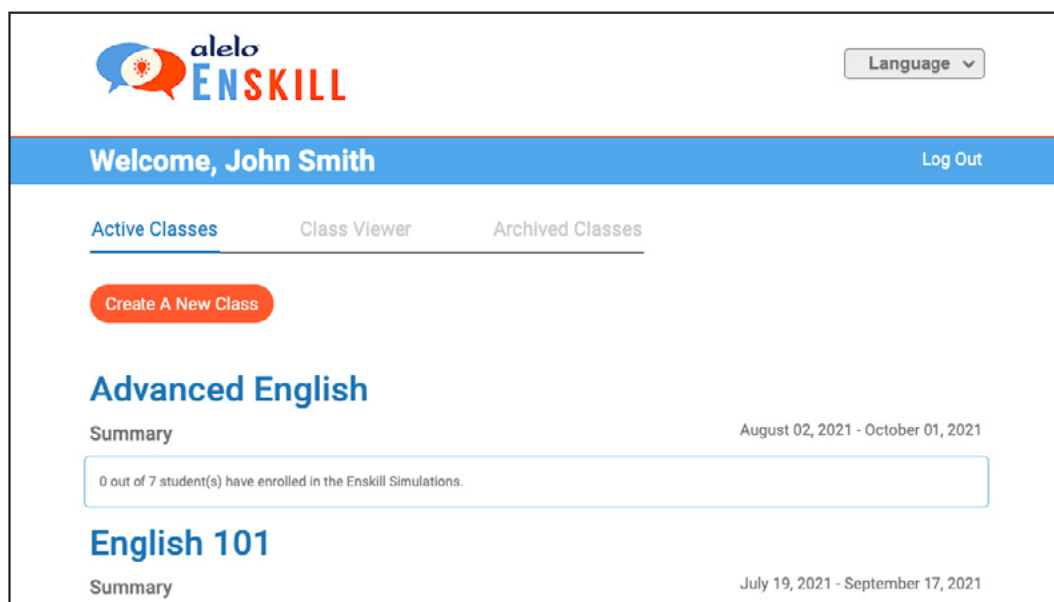 alelo
ENSKILL
Language
Welcome, John Smith
Log Out
Active Classes
Class Viewer
Archived Classes
Create A New Class
Advanced English
Summary
August 02, 2021 - October 01, 2021
0 out of 7 student(s) have enrolled in the Enskill Simulations.
English 101
Summary
July 19, 2021 - September 17, 2021